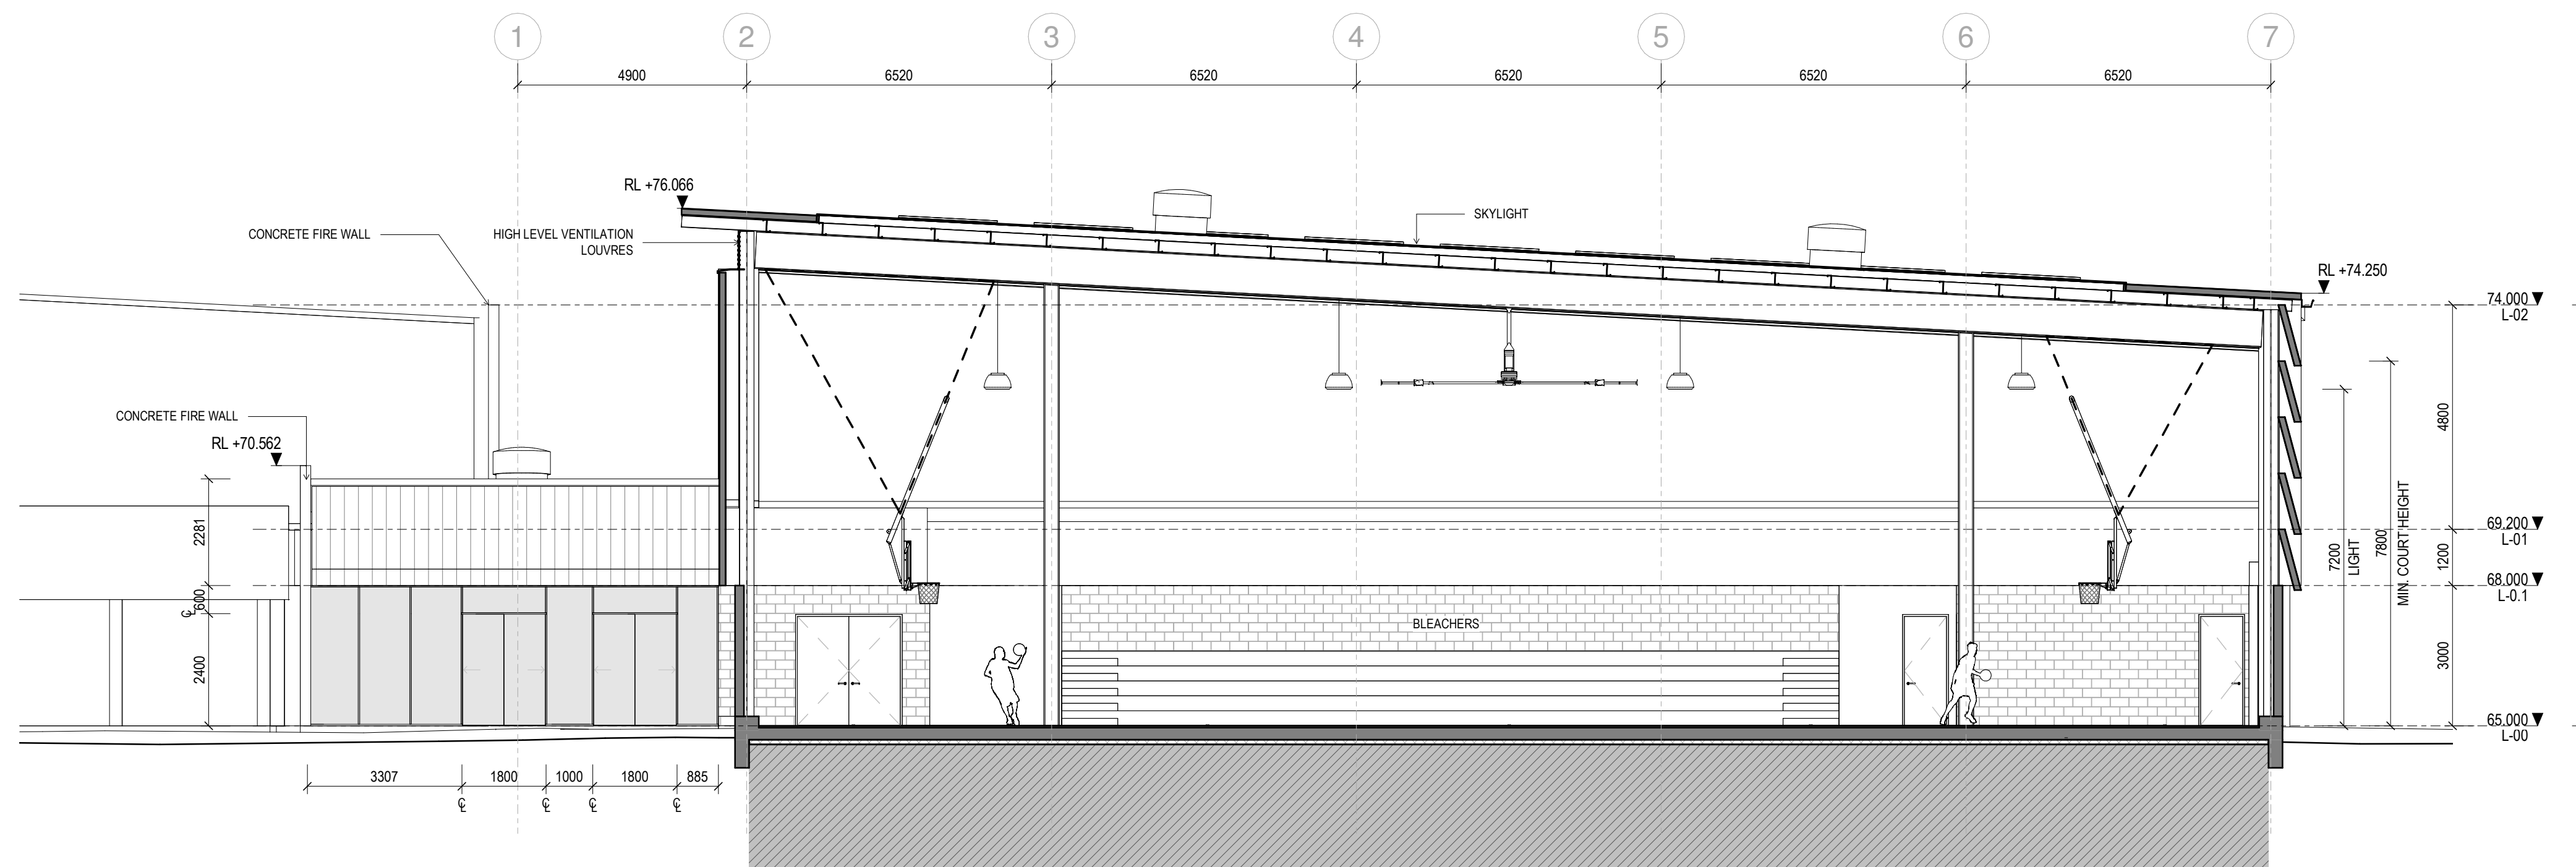 1
2
3
4
5
6
7
4900
6520
6520
6520
6520
6520
RL +76.066
CONCRETE FIRE WALL
HIGH LEVEL VENTILATION
LOUVRES
SKYLIGHT
RL +74.250
74.000
L-02
CONCRETE FIRE WALL
RL +70.562
4800
2281
7800
MIN. COURT HEIGHT
7200
LIGHT
69.200
L-01
1200
68.000
L-0.1
600
℄
BLEACHERS
2400
3000
65.000
L-00
3307
1800
1000
1800
885
℄
℄
℄
℄